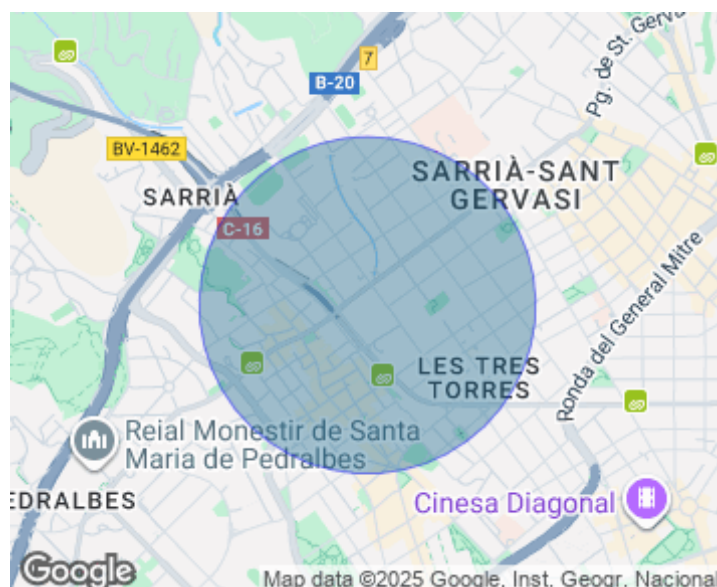 Pg. de St. Gerva
7
B-20
BV-1462
SARRIÀ-SANT
GERVASI
SARRIÀ
C-16
Ronda del General Mitre
LES TRES
TORRES
Reial Monestir de Santa
Maria de Pedralbes
EDRALBES
Cinesa Diagonal
Google
Map data ©2025 Google, Inst. Geogr. Nacional